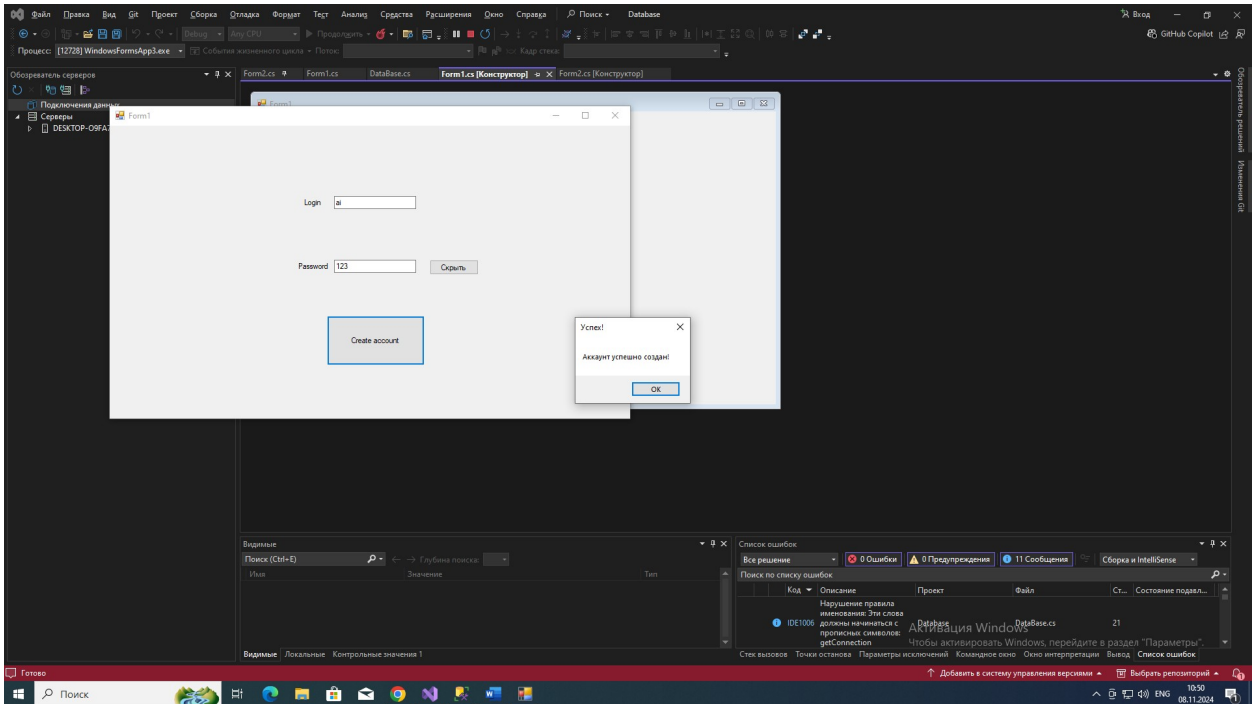 Файл Правка Вид Git Проект Сборка Отладка Формат Тест Анализ Средства Расширения Окно Справка Поиск Database Вход
Debug Any CPU Продолжить GitHub Copilot
Процесс: [12728] WindowsFormsApp3.exe События жизненного цикла Поток: Кадр стека:
Обозреватель серверов Form2.cs Form1.cs DataBase.cs Form1.cs [Конструктор] Form2.cs [Конструктор]
Обозреватель решений
Изменения Git
Подключения данных
Серверы
DESKTOP-O9FA
Form1
Form1
Login ai
Password 123 Скрыть
Create account
Успех!
Аккаунт успешно создан!
OK
Видимые
Поиск (Ctrl+E) Глубина поиска:
Имя Значение Тип
Видимые Локальные Контрольные значения 1
Список ошибок
Все решение 0 Ошибки 0 Предупреждения 11 Сообщения Сборка и IntelliSense
Поиск по списку ошибок
Код Описание Проект Файл Ст... Состояние подавл...
IDE1006 Нарушение правила
именования: Эти слова
должны начинаться с
прописных символов:
getConnection
Database DataBase.cs 21
Активация Windows
Чтобы активировать Windows, перейдите в раздел "Параметры".
Стек вызовов Точки останова Параметры исключений Командное окно Окно интерпретации Вывод Список ошибок
Готово Добавить в систему управления версиями Выбрать репозиторий
Поиск ENG 10:50
08.11.2024